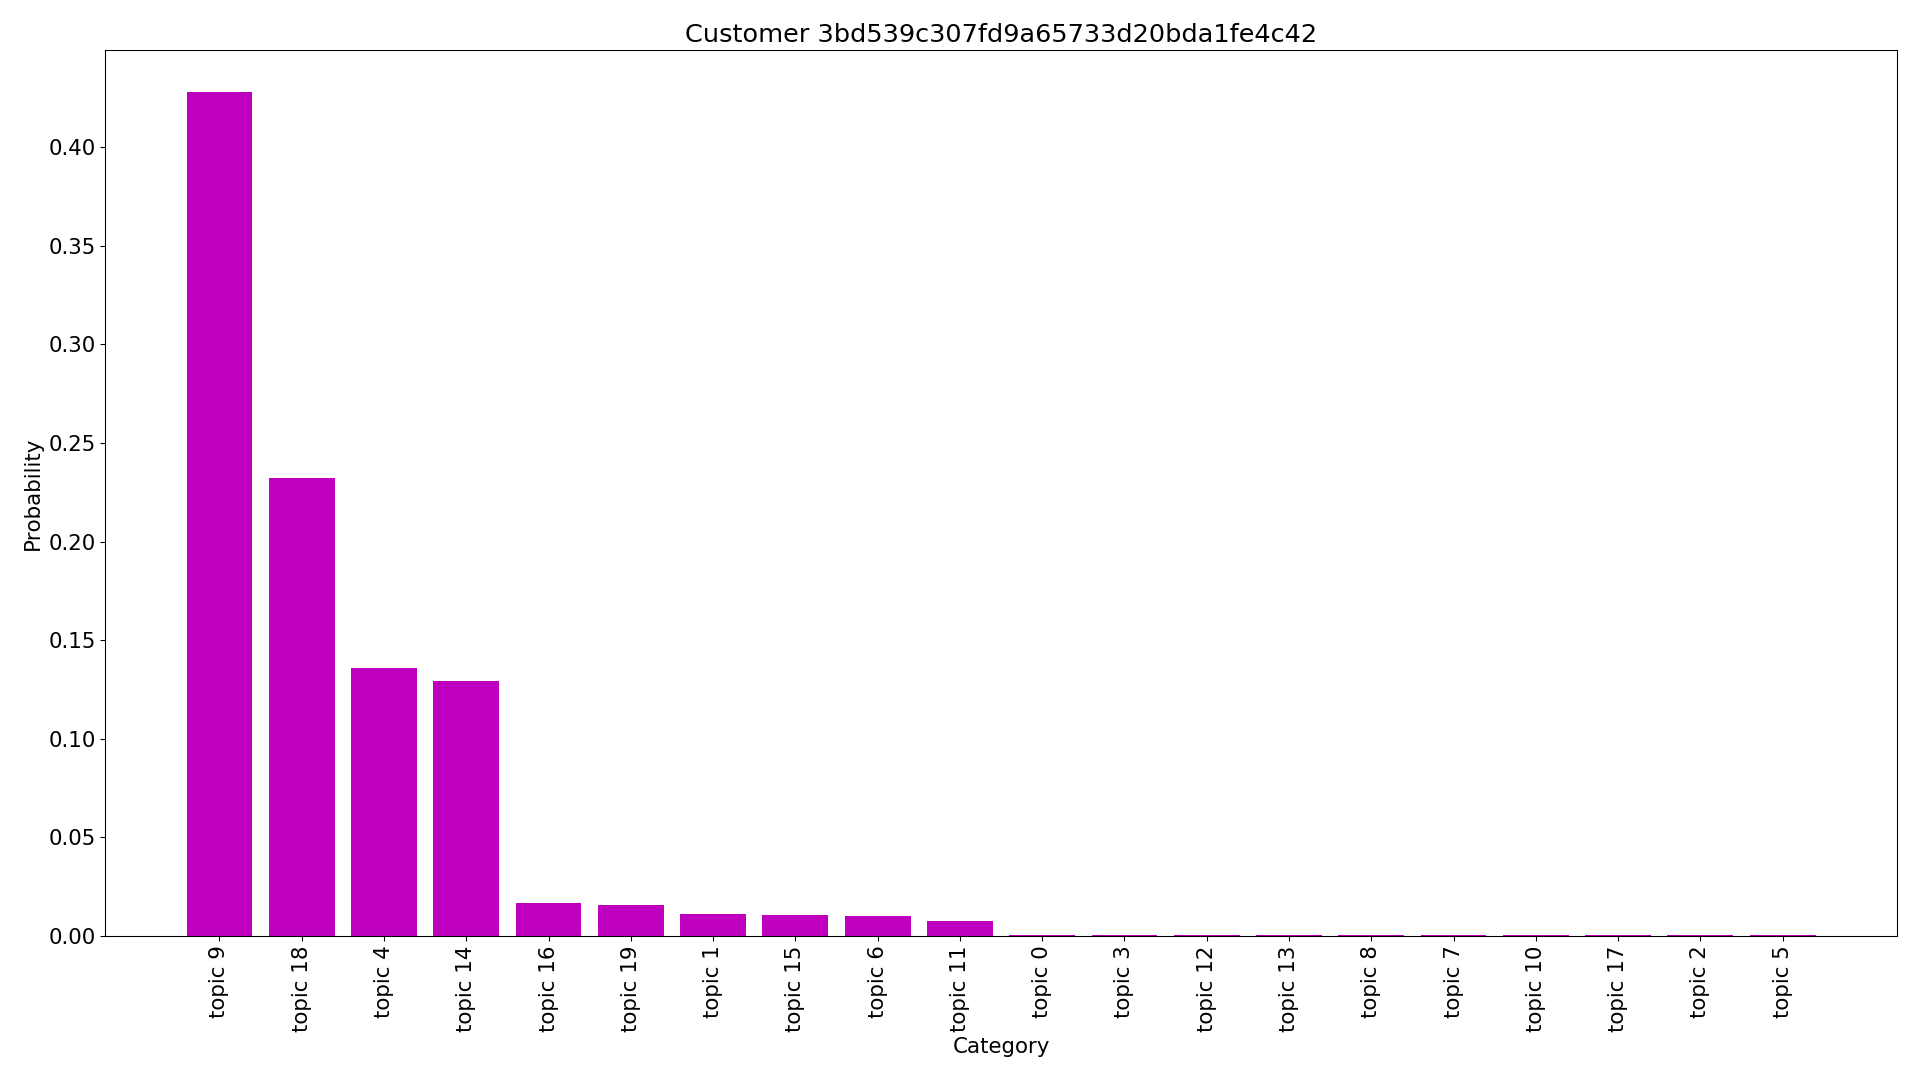 Customer 3bd539c307fd9a65733d20bda1fe4c42
Probability
0.40
0.35
0.30
0.25
0.20
0.15
0.10
0.05
0.00
topic 9
topic 18
topic 4
topic 14
topic 16
topic 19
topic 1
topic 15
topic 6
topic 11
topic 0
topic 3
topic 12
topic 13
topic 8
topic 7
topic 10
topic 17
topic 2
topic 5
Category